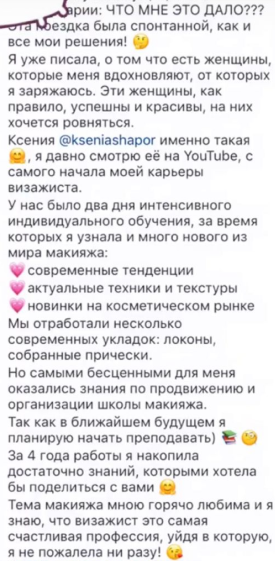 арии: ЧТО МНЕ ЭТО ДАЛО???
Эта поездка была спонтанной, как и
все мои решения! 🤔
Я уже писала, о том что есть женщины,
которые меня вдохновляют, от которых
я заряжаюсь. Эти женщины, как
правило, успешны и красивы, на них
хочется ровняться.
Ксения @kseniashapor именно такая
🤗, я давно смотрю её на YouTube, с
самого начала моей карьеры
визажиста.
У нас было два дня интенсивного
индивидуального обучения, за время
которых я узнала и много нового из
мира макияжа:
💗современные тенденции
💗актуальные техники и текстуры
💗новинки на косметическом рынке
Мы отработали несколько
современных укладок: локоны,
собранные прически.
Но самыми бесценными для меня
оказались знания по продвижению и
организации школы макияжа.
Так как в ближайшем будущем я
планирую начать преподавать) 📚 🧐
За 4 года работы я накопила
достаточно знаний, которыми хотела
бы поделиться с вами 🤗
Тема макияжа мною горячо любима и я
знаю, что визажист это самая
счастливая профессия, уйдя в которую,
я не пожалела ни разу! 😘